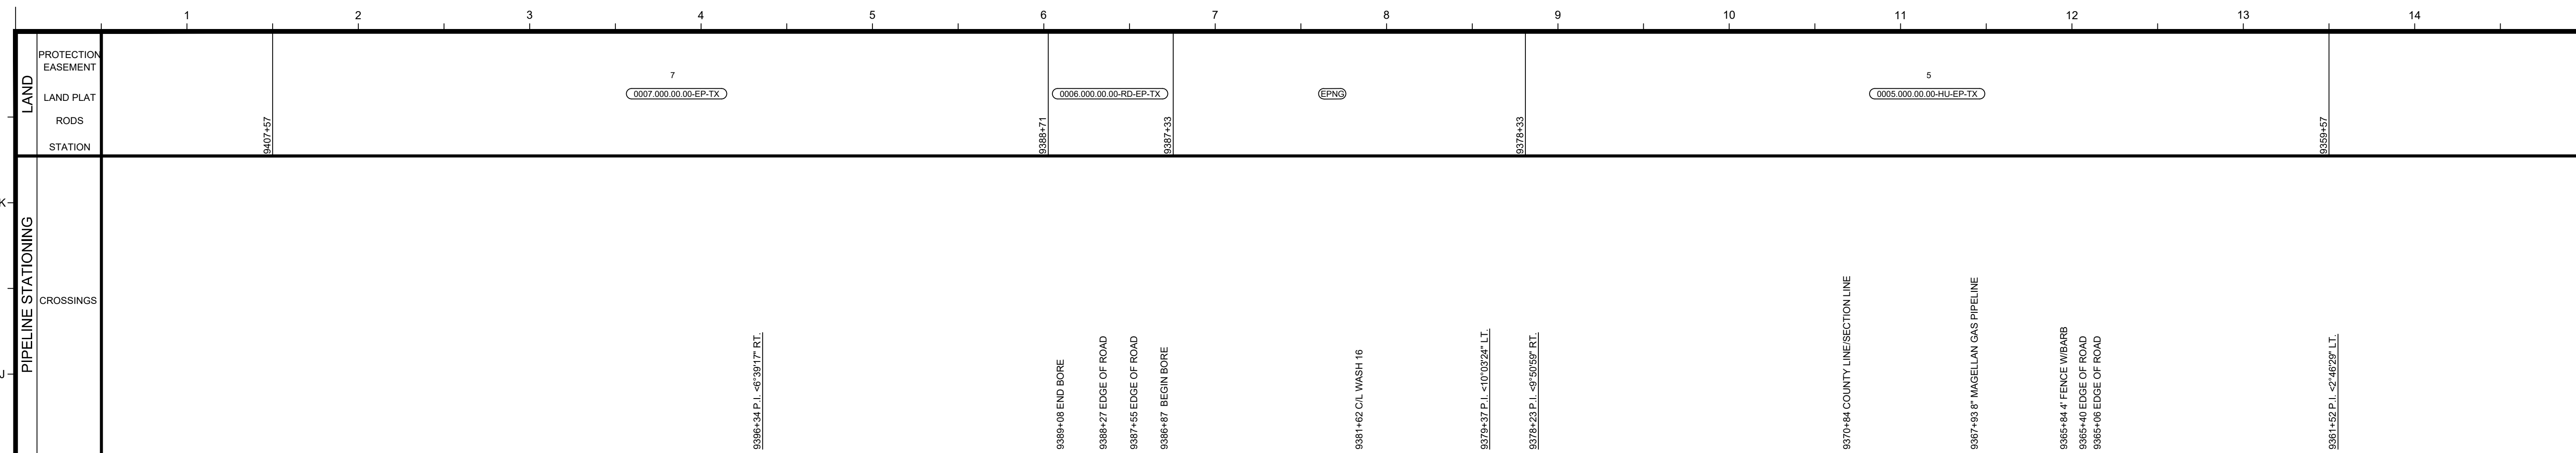 1 2 3 4 5 6 7 8 9 10 11 12 13 14
LAND
PROTECTION
EASEMENT
LAND PLAT
RODS
STATION
7
0007.000.00.00-EP-TX
0006.000.00.00-RD-EP-TX
EPNG
5
0005.000.00.00-HU-EP-TX
9407+57
9388+71
9387+33
9378+33
9359+57
K
J
PIPELINE STATIONING
CROSSINGS
9396+34 P.I. <6°39'17" RT.
9389+08 END BORE
9388+27 EDGE OF ROAD
9387+55 EDGE OF ROAD
9386+87 BEGIN BORE
9381+62 C/L WASH 16
9379+37 P.I. <10°03'24" LT.
9378+23 P.I. <9°50'59" RT.
9370+84 COUNTY LINE/SECTION LINE
9367+93 8" MAGELLAN GAS PIPELINE
9365+84 4' FENCE W/BARB
9365+40 EDGE OF ROAD
9365+06 EDGE OF ROAD
9361+52 P.I. <2°46'29" LT.